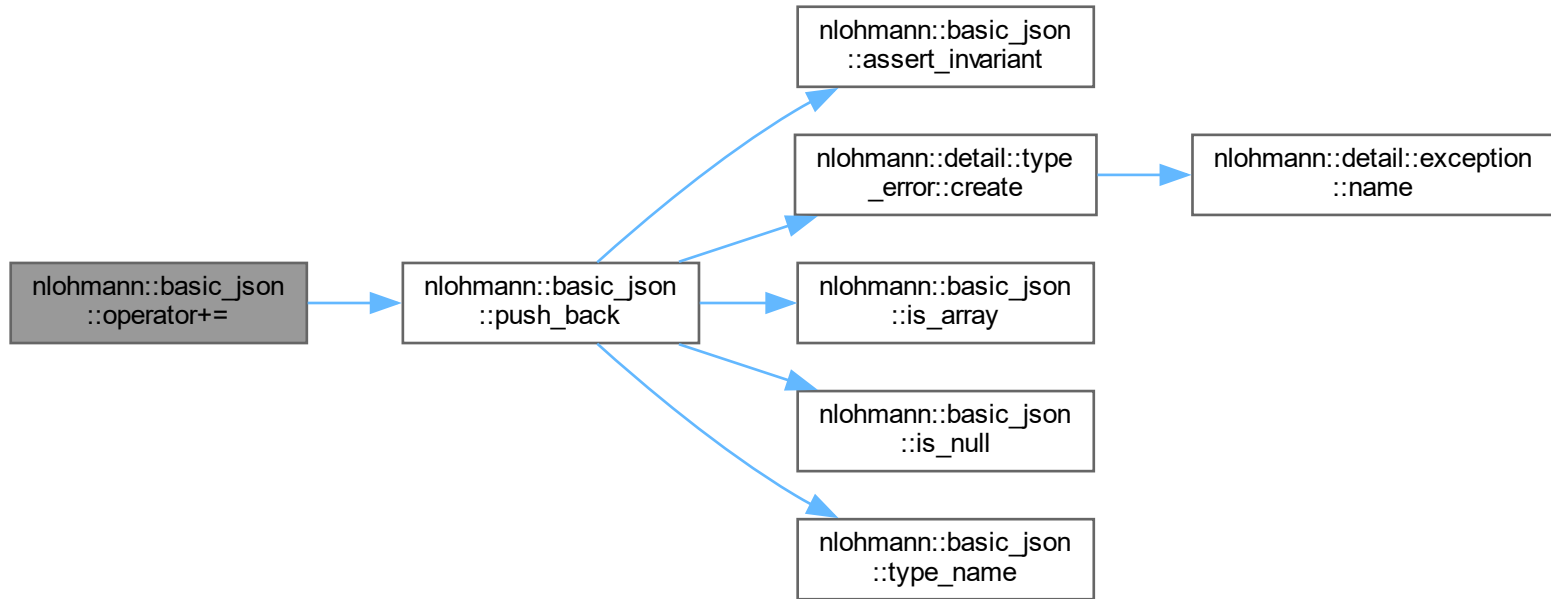 nlohmann::basic_json
::operator+=
nlohmann::basic_json
::push_back
nlohmann::basic_json
::assert_invariant
nlohmann::detail::type
_error::create
nlohmann::detail::exception
::name
nlohmann::basic_json
::is_array
nlohmann::basic_json
::is_null
nlohmann::basic_json
::type_name